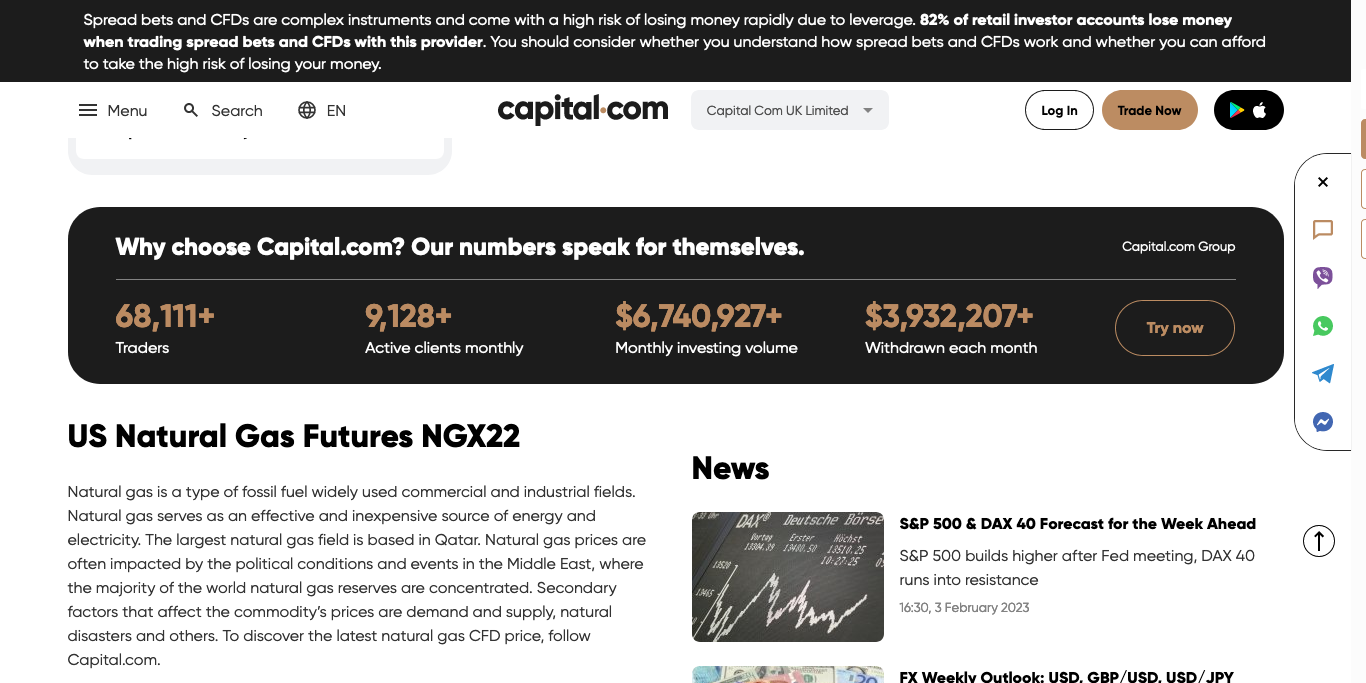 Spread bets and CFDs are complex instruments and come with a high risk of losing money rapidly due to leverage. 82% of retail investor accounts lose money
when trading spread bets and CFDs with this provider. You should consider whether you understand how spread bets and CFDs work and whether you can afford
to take the high risk of losing your money.
Menu
Search
EN
capital.com
Capital Com UK Limited
Log In
Trade Now
Why choose Capital.com? Our numbers speak for themselves.
Capital.com Group
68,111+
Traders
9,128+
Active clients monthly
$6,740,927+
Monthly investing volume
$3,932,207+
Withdrawn each month
Try now
US Natural Gas Futures NGX22
Natural gas is a type of fossil fuel widely used commercial and industrial fields.
Natural gas serves as an effective and inexpensive source of energy and
electricity. The largest natural gas field is based in Qatar. Natural gas prices are
often impacted by the political conditions and events in the Middle East, where
the majority of the world natural gas reserves are concentrated. Secondary
factors that affect the commodity's prices are demand and supply, natural
disasters and others. To discover the latest natural gas CFD price, follow
Capital.com.
News
DAX® Deutsche Börse
Vortag Erster Höchst
13480.50 13510.25
10:27:25
13520
13465
S&P 500 & DAX 40 Forecast for the Week Ahead
S&P 500 builds higher after Fed meeting, DAX 40
runs into resistance
16:30, 3 February 2023
FX Weekly Outlook: USD, GBP/USD, USD/JPY